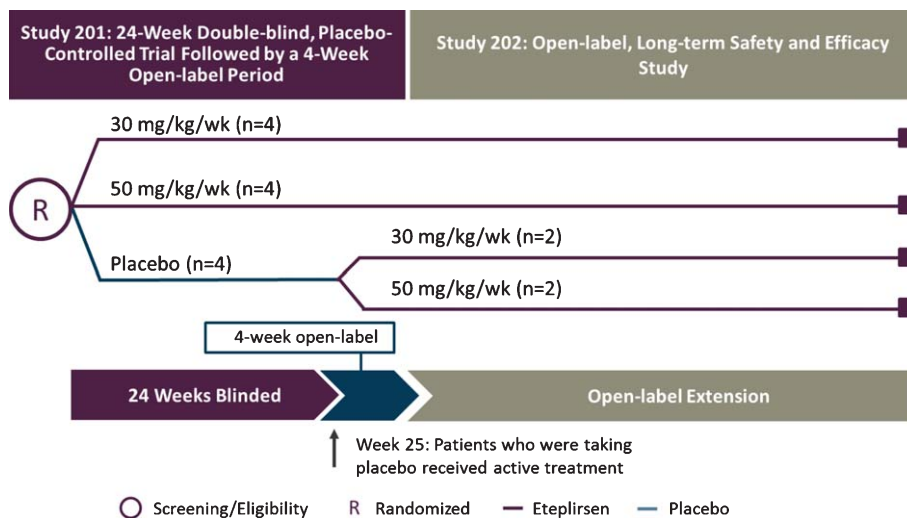 Study 201: 24-Week Double-blind, Placebo-
Controlled Trial Followed by a 4-Week
Open-label Period
Study 202: Open-label, Long-term Safety and Efficacy
Study
30 mg/kg/wk (n=4)
50 mg/kg/wk (n=4)
R
Placebo (n=4)
30 mg/kg/wk (n=2)
50 mg/kg/wk (n=2)
4-week open-label
24 Weeks Blinded
Open-label Extension
Week 25: Patients who were taking
placebo received active treatment
Screening/Eligibility
R Randomized
Eteplirsen
Placebo